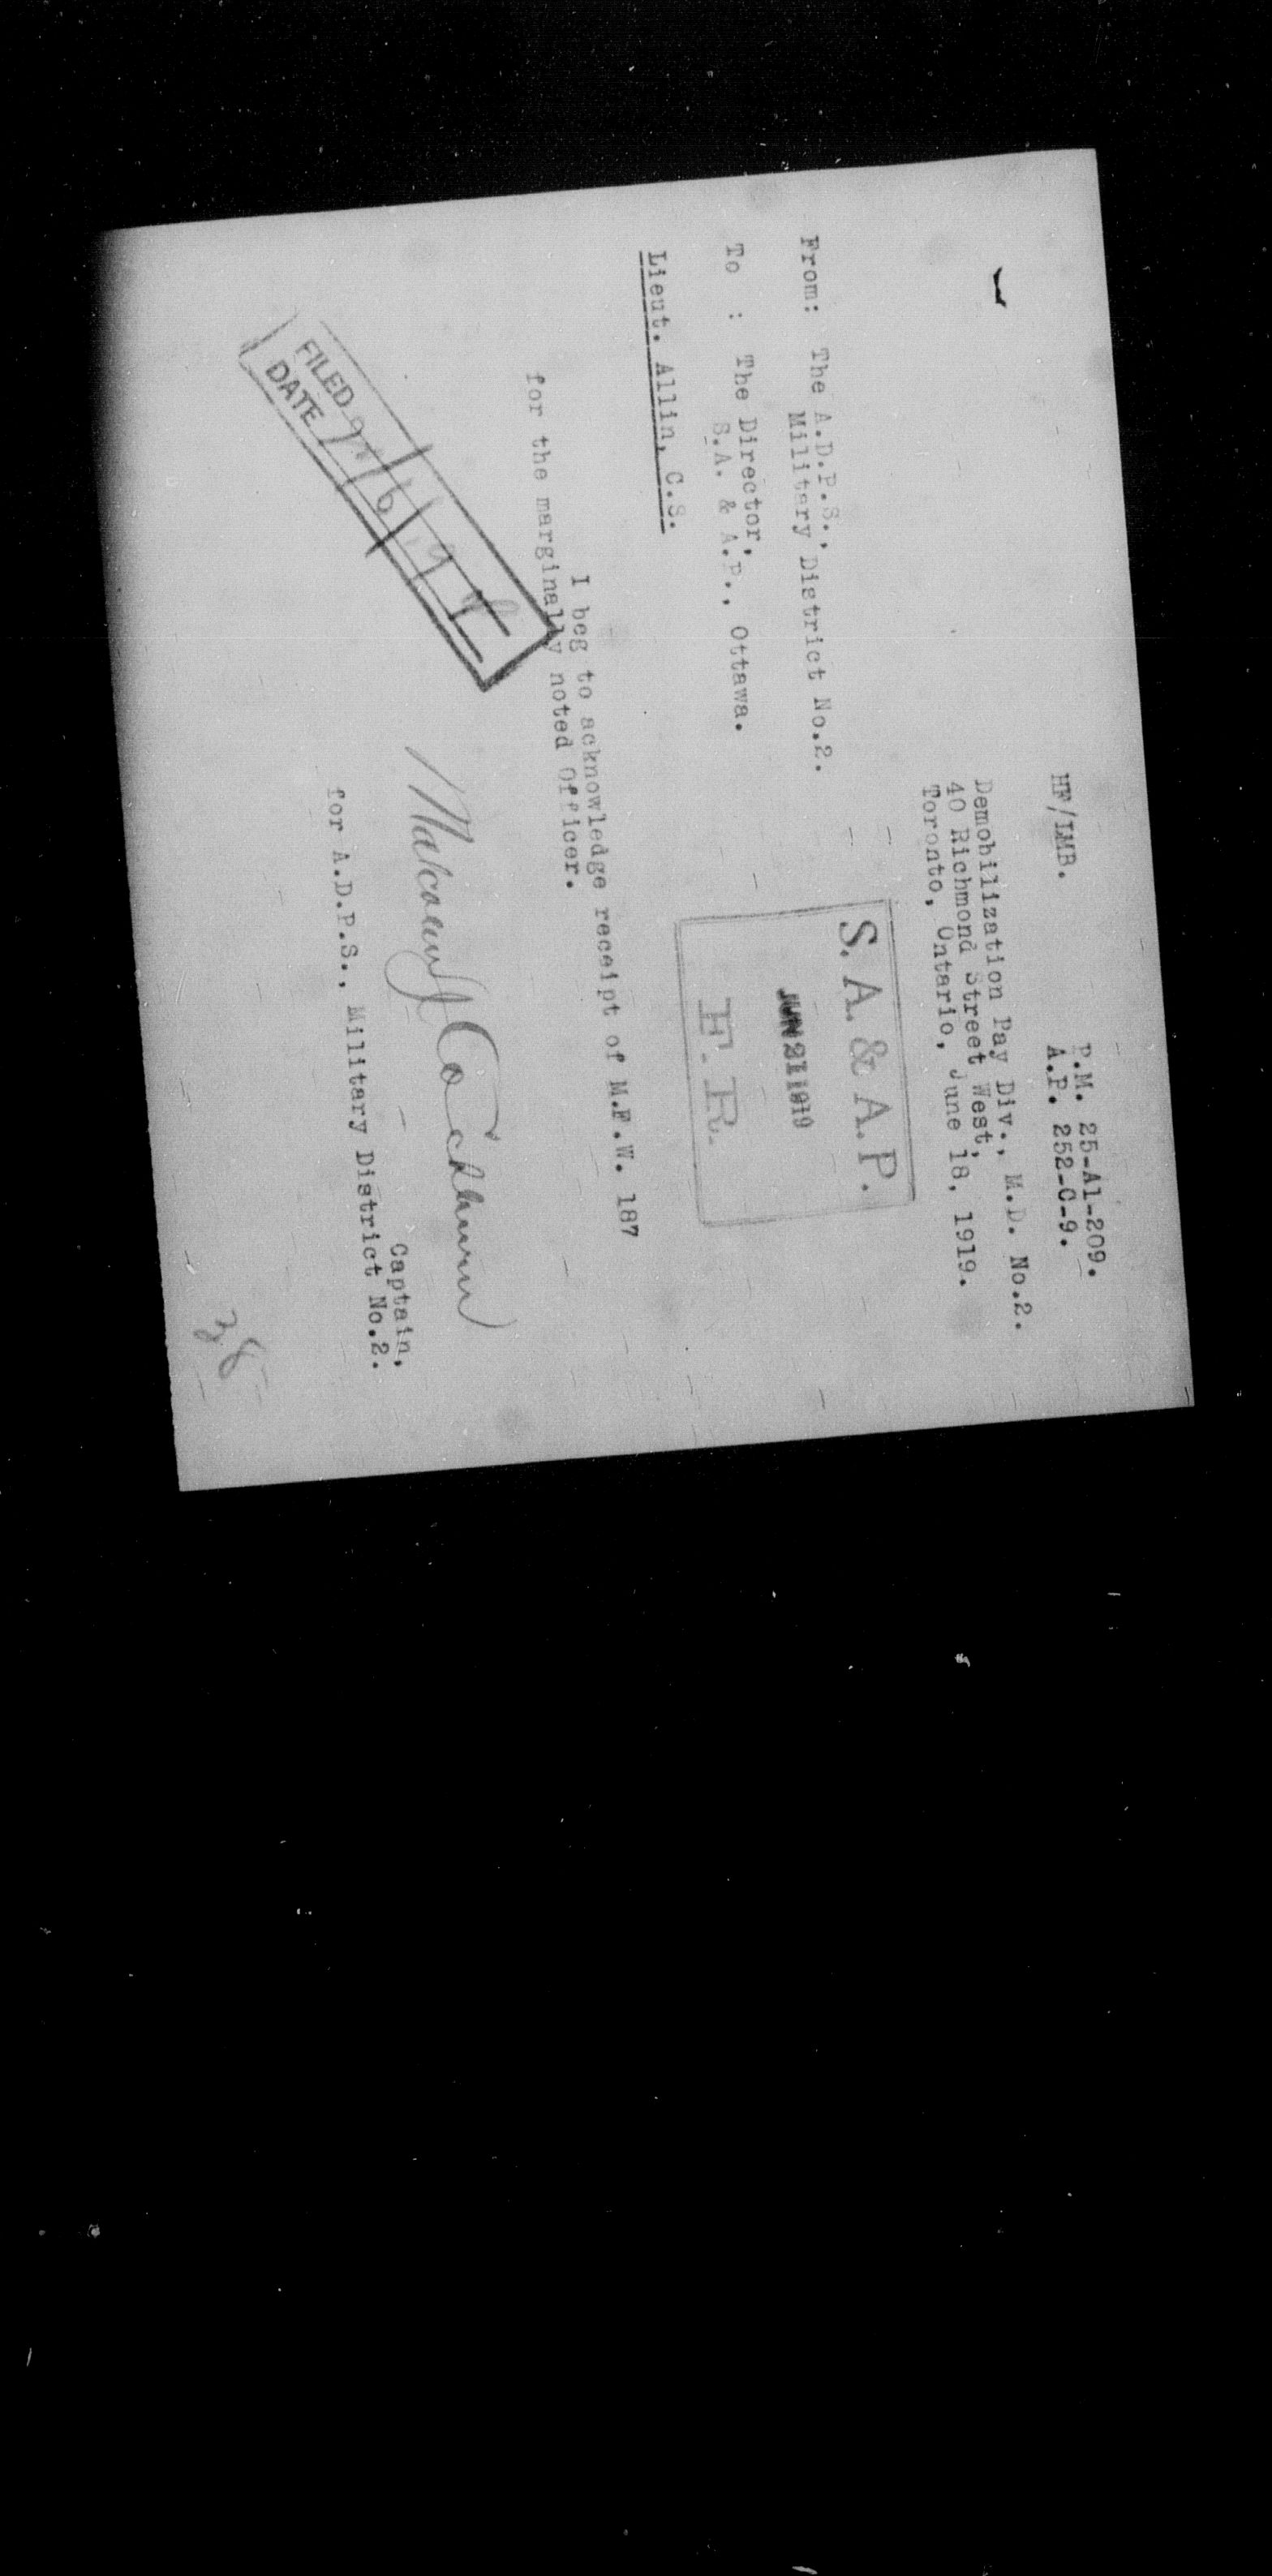 P.M. 25-A1-209.
HF/LMB.
A.P. 252-C-9.
Demobilization Pay Div., M.D. No.2.
40 Richmond Street West,
Toronto, Ontario, June 18, 1919.
From: The A.D.P.S.,
Military District No.2.
S. A. & A. P.
JUN 21 1919
F. R.
To : The Director,
S.A. & A.P., Ottawa.
Lieut. Allin, C.S.
I beg to acknowledge receipt of M.F.W. 187
for the marginally noted Officer.
FILED
DATE
Malcolm Cochrane
Captain,
for A.D.P.S., Military District No.2.
38